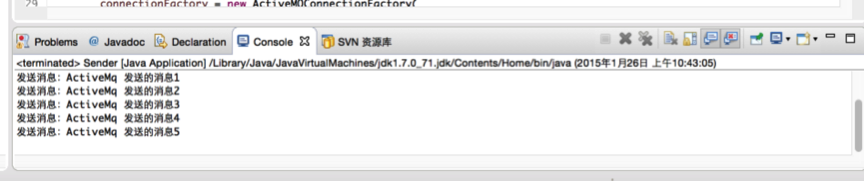 29 connectionFactory = new ActiveMQConnectionFactory(
Problems @ Javadoc Declaration Console SVN 资源库
<terminated> Sender [Java Application] /Library/Java/JavaVirtualMachines/jdk1.7.0_71.jdk/Contents/Home/bin/java (2015年1月26日 上午10:43:05)
发送消息：ActiveMq 发送的消息1
发送消息：ActiveMq 发送的消息2
发送消息：ActiveMq 发送的消息3
发送消息：ActiveMq 发送的消息4
发送消息：ActiveMq 发送的消息5